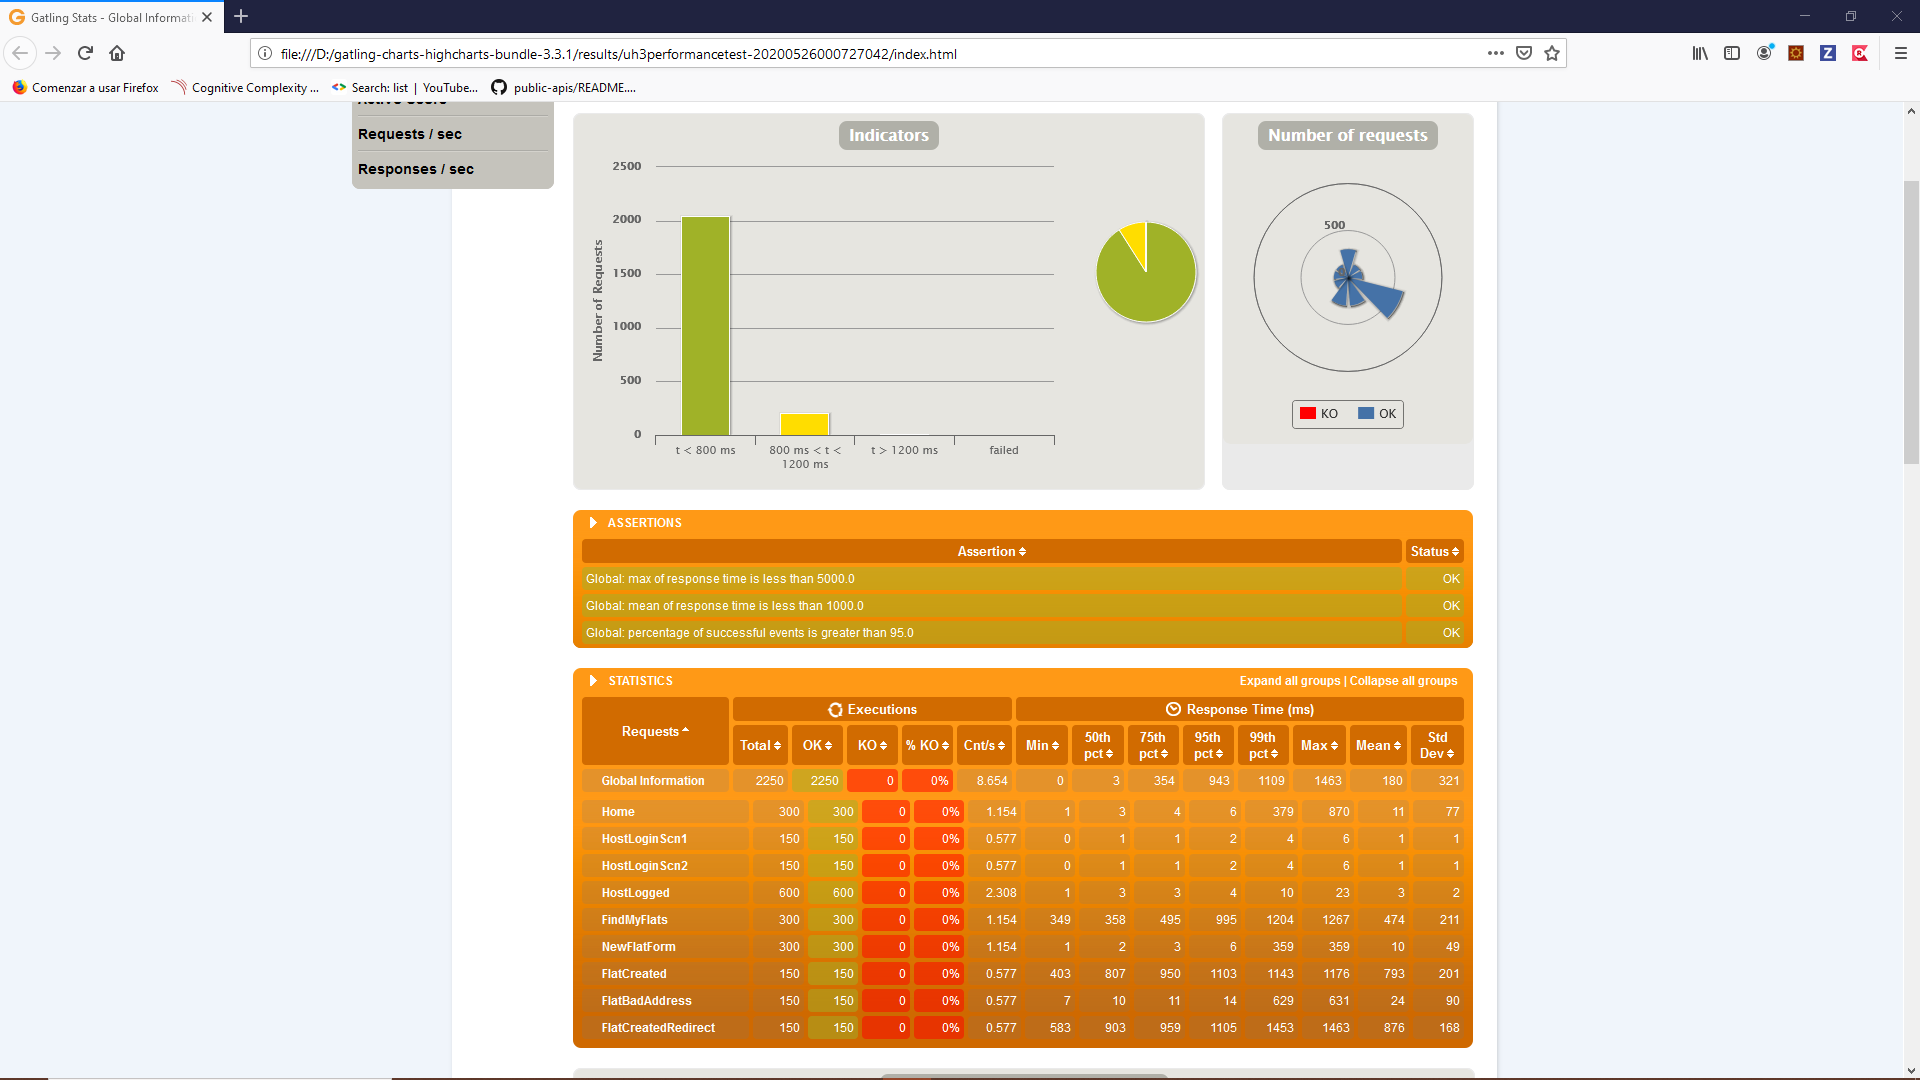 Gatling Stats - Global Informati
file:///D:/gatling-charts-highcharts-bundle-3.3.1/results/uh3performancetest-20200526000727042/index.html
Comenzar a usar Firefox
Cognitive Complexity ...
Search: list | YouTube...
public-apis/README....
Active Users
Requests / sec
Responses / sec
Indicators
Number of Requests
2500
2000
1500
1000
500
0
t < 800 ms
800 ms < t <
1200 ms
t > 1200 ms
failed
Number of requests
500
KO
OK
ASSERTIONS
Assertion Status
Global: max of response time is less than 5000.0 OK
Global: mean of response time is less than 1000.0 OK
Global: percentage of successful events is greater than 95.0 OK
STATISTICS
Expand all groups | Collapse all groups
Requests
Executions
Response Time (ms)
Total OK KO % KO Cnt/s Min 50th pct 75th pct 95th pct 99th pct Max Mean Std Dev
Global Information 2250 2250 0 0% 8.654 0 3 354 943 1109 1463 180 321
Home 300 300 0 0% 1.154 1 3 4 6 379 870 11 77
HostLoginScn1 150 150 0 0% 0.577 0 1 1 2 4 6 1 1
HostLoginScn2 150 150 0 0% 0.577 0 1 1 2 4 6 1 1
HostLogged 600 600 0 0% 2.308 1 3 3 4 10 23 3 2
FindMyFlats 300 300 0 0% 1.154 349 358 495 995 1204 1267 474 211
NewFlatForm 300 300 0 0% 1.154 1 2 3 6 359 359 10 49
FlatCreated 150 150 0 0% 0.577 403 807 950 1103 1143 1176 793 201
FlatBadAddress 150 150 0 0% 0.577 7 10 11 14 629 631 24 90
FlatCreatedRedirect 150 150 0 0% 0.577 583 903 959 1105 1453 1463 876 168